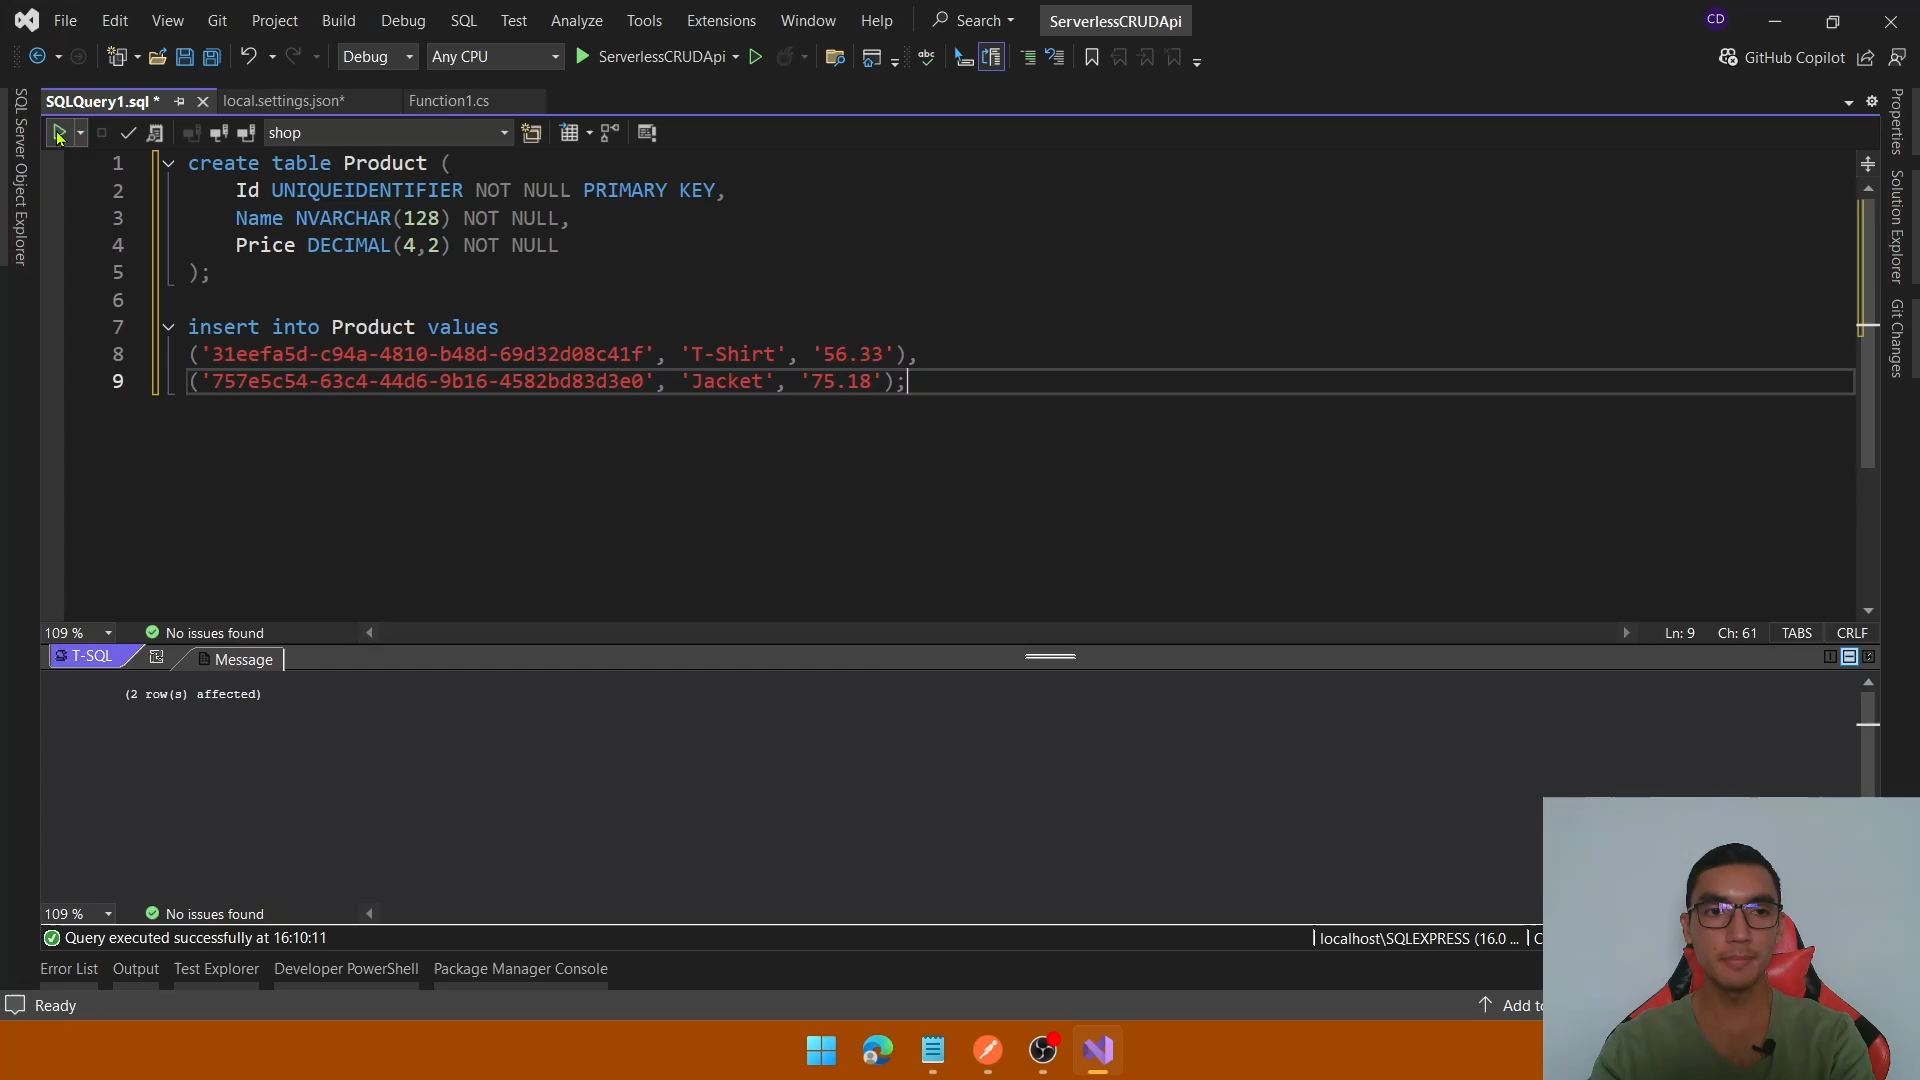 File Edit View Git Project Build Debug SQL Test Analyze Tools Extensions Window Help Search ServerlessCRUDApi CD
Debug Any CPU ServerlessCRUDApi abc GitHub Copilot
SQLQuery1.sql * local.settings.json* Function1.cs
shop
SQL Server Object Explorer
1 create table Product (
2 Id UNIQUEIDENTIFIER NOT NULL PRIMARY KEY,
3 Name NVARCHAR(128) NOT NULL,
4 Price DECIMAL(4,2) NOT NULL
5 );
6
7 insert into Product values
8 ('31eefa5d-c94a-4810-b48d-69d32d08c41f', 'T-Shirt', '56.33'),
9 ('757e5c54-63c4-44d6-9b16-4582bd83d3e0', 'Jacket', '75.18');
Properties
Solution Explorer
Git Changes
109 % No issues found Ln: 9 Ch: 61 TABS CRLF
T-SQL Message
(2 row(s) affected)
109 % No issues found
Query executed successfully at 16:10:11 localhost\SQLEXPRESS (16.0 ... C
Error List Output Test Explorer Developer PowerShell Package Manager Console
Ready Add to